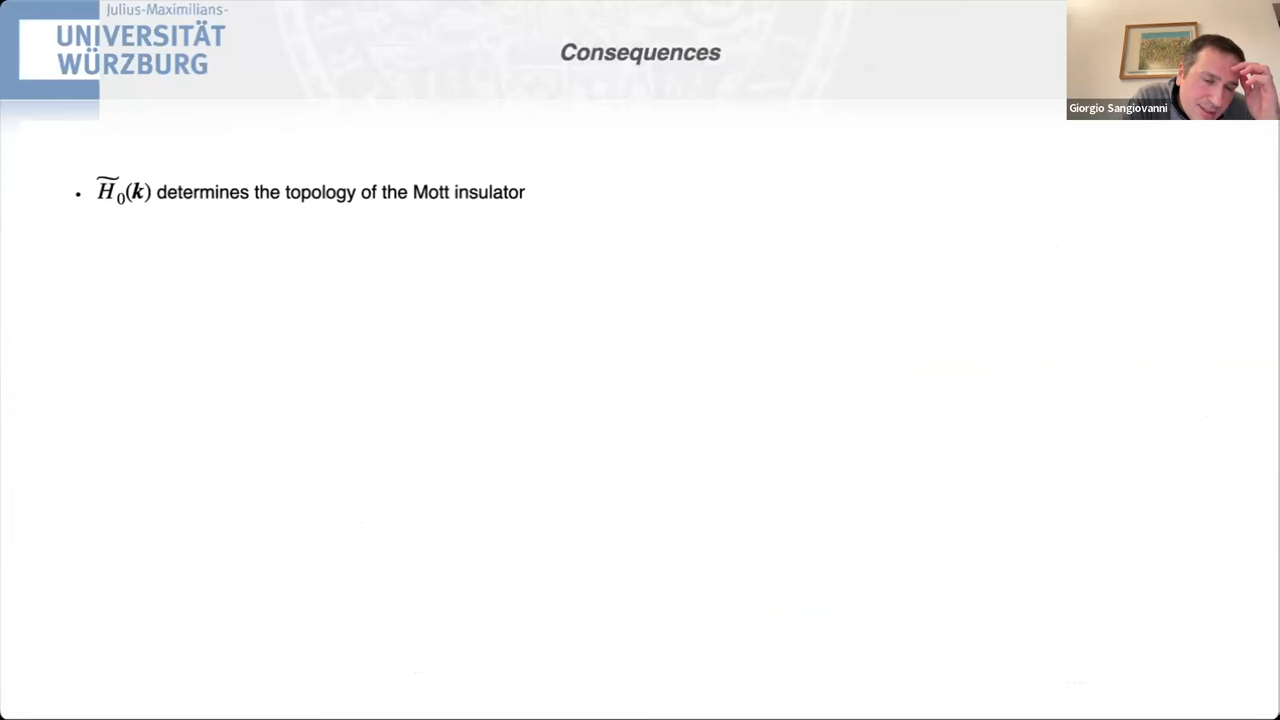 Julius-Maximilians-
UNIVERSITÄT
WÜRZBURG
Consequences
Giorgio Sangiovanni
• H̃₀(k) determines the topology of the Mott insulator